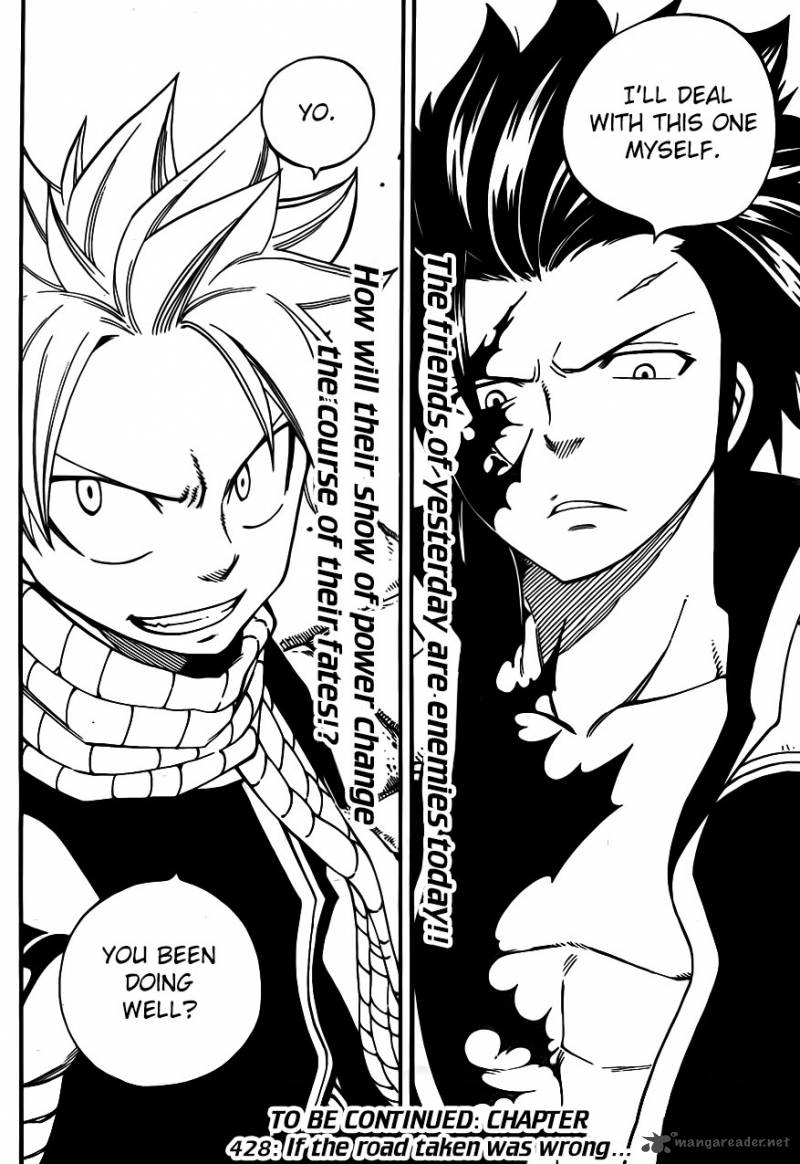 I'LL DEAL
WITH THIS ONE
MYSELF.
The friends of yesterday are enemies today!!
YO.
How will their show of power change
the course of their fates!?
YOU BEEN
DOING
WELL?
TO BE CONTINUED: CHAPTER
428: If the road taken was wrong...
mangareader.net